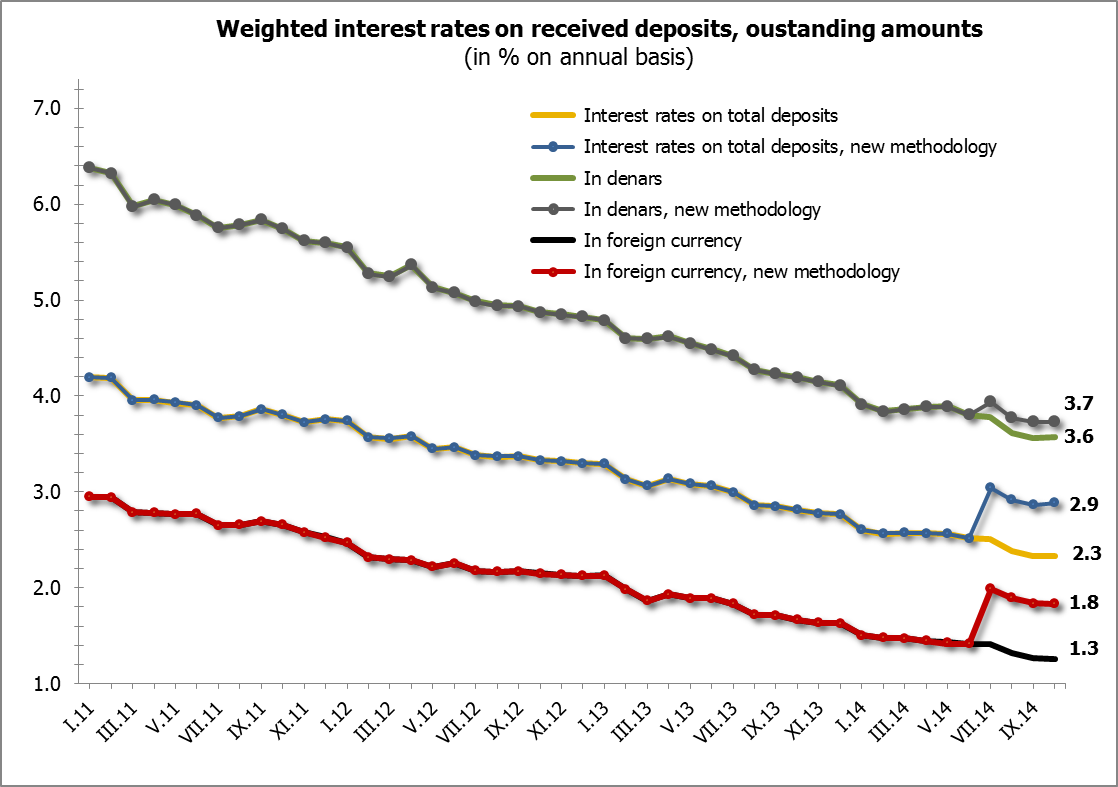 Weighted interest rates on received deposits, oustanding amounts
(in % on annual basis)
7.0
6.0
5.0
4.0
3.0
2.0
1.0
Interest rates on total deposits
Interest rates on total deposits, new methodology
In denars
In denars, new methodology
In foreign currency
In foreign currency, new methodology
3.7
3.6
2.9
2.3
1.8
1.3
I.11
III.11
V.11
VII.11
IX.11
XI.11
I.12
III.12
V.12
VII.12
IX.12
XI.12
I.13
III.13
V.13
VII.13
IX.13
XI.13
I.14
III.14
V.14
VII.14
IX.14